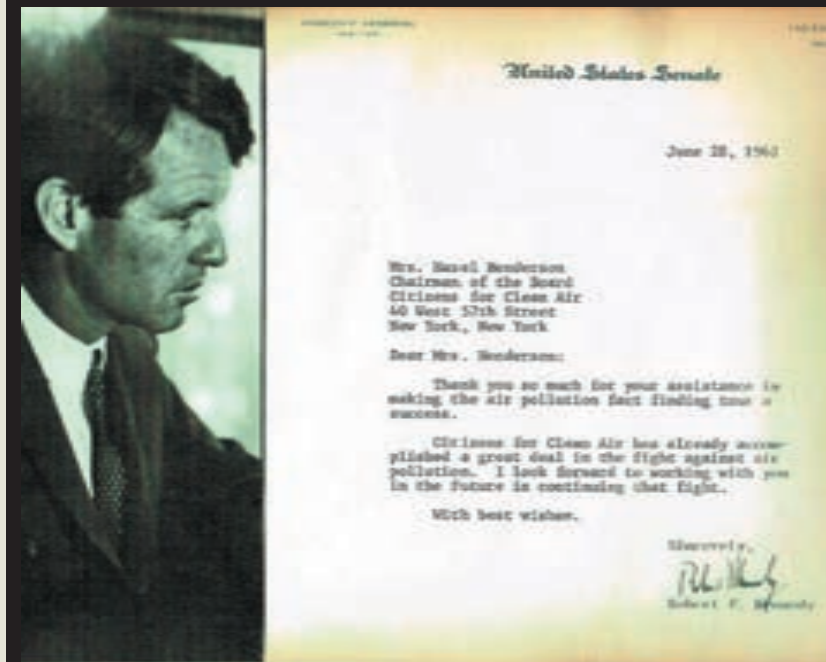 United States Senate
June 28, 196
Mrs. Hazel Henderson
Chairman of the Board
Citizens for Clean Air
40 West 57th Street
New York, New York
Dear Mrs. Henderson:
Thank you so much for your assistance in
making the air pollution fact finding tour a
success.
Citizens for Clean Air has already accom-
plished a great deal in the fight against air
pollution. I look forward to working with you
in the future in continuing that fight.
With best wishes.
Sincerely,
Robert F. Kennedy